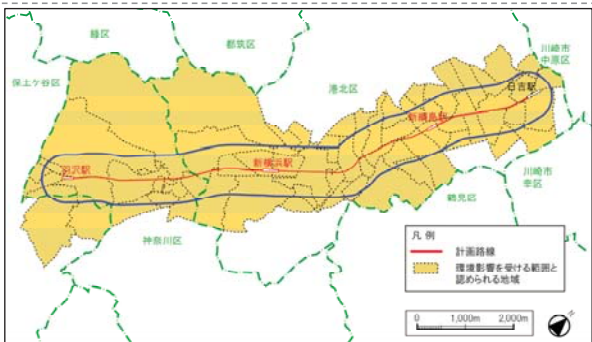 緑区
都筑区
川崎市
中原区
保土ケ谷区
港北区
日吉駅
新綱島駅
新横浜駅
羽沢駅
川崎市
幸区
鶴見区
神奈川区
凡 例
計画路線
環境影響を受ける範囲と
認められる地域
0 1,000m 2,000m
N